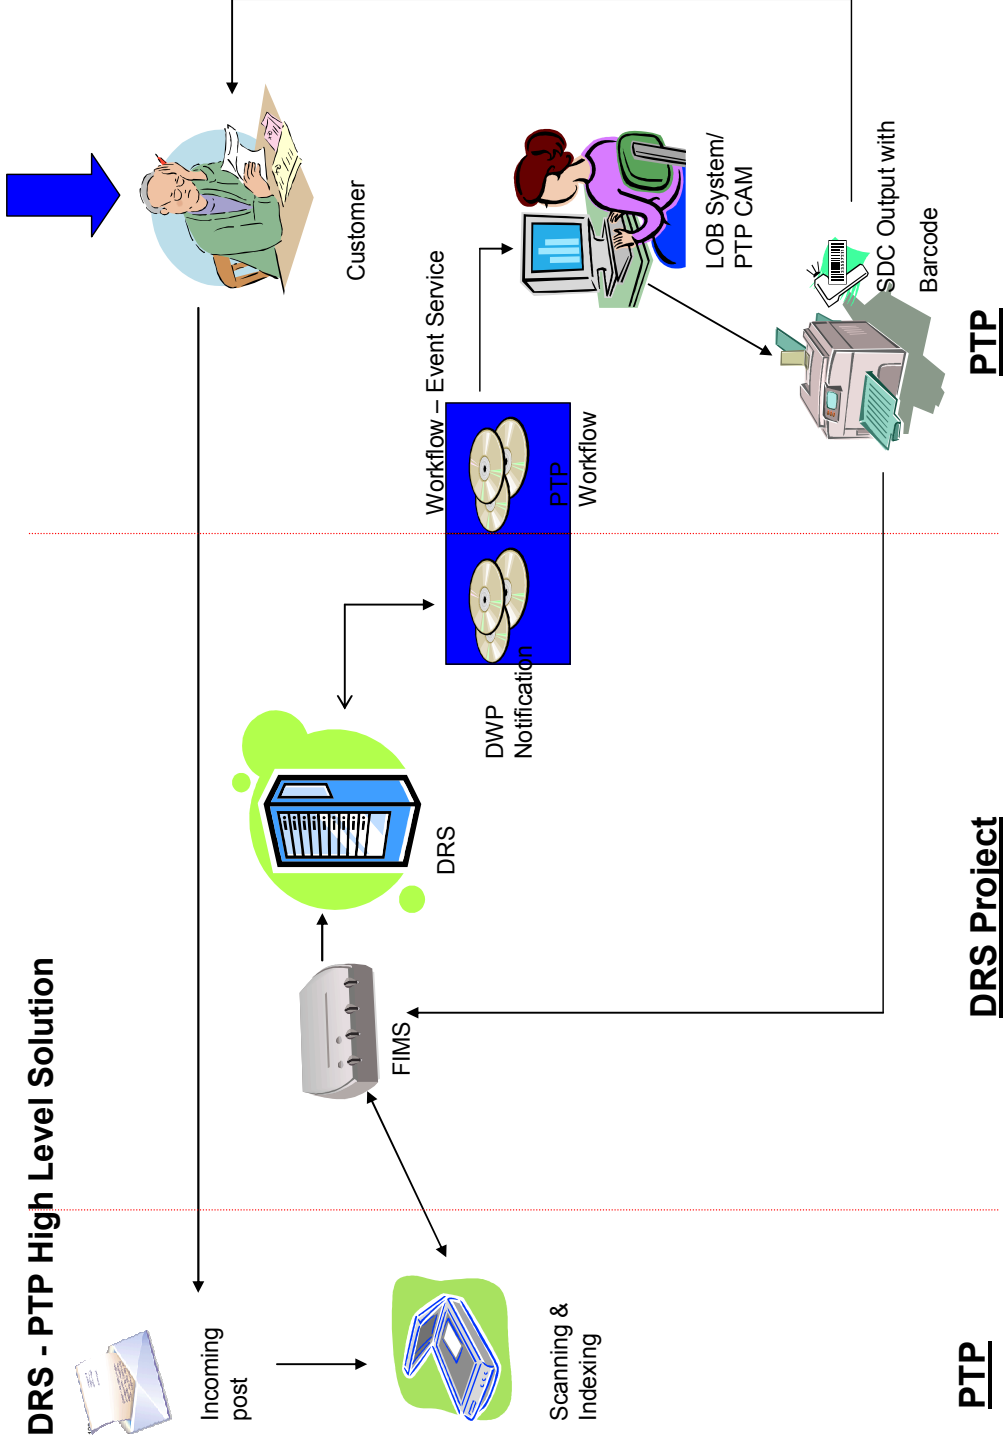 DRS - PTP High Level Solution
Incoming
post
Customer
FIMS
DRS
Workflow – Event Service
DWP
Notification
PTP
Workflow
Scanning &
Indexing
LOB System/
PTP CAM
SDC Output with
Barcode
PTP
DRS Project
PTP